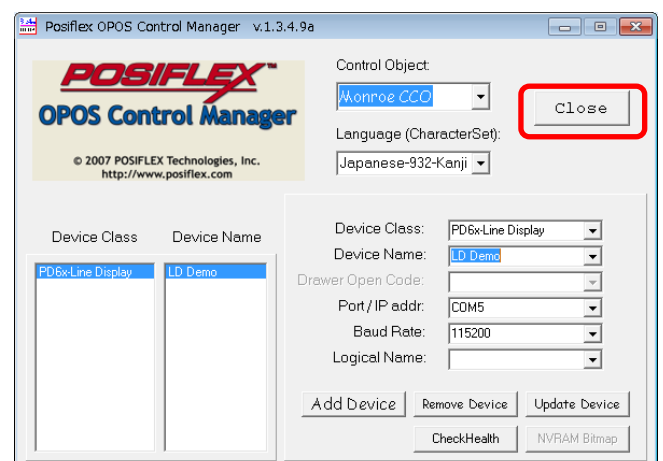 Posiflex OPOS Control Manager v.1.3.4.9a
POSIFLEX™
OPOS Control Manager
© 2007 POSIFLEX Technologies, Inc.
http://www.posiflex.com
Control Object:
Monroe CCO
Close
Language (CharacterSet):
Japanese-932-Kanji
Device Class Device Name
PD6x-Line Display LD Demo
Device Class: PD6x-Line Display
Device Name: LD Demo
Drawer Open Code:
Port / IP addr: COM5
Baud Rate: 115200
Logical Name:
Add Device Remove Device Update Device
CheckHealth NVRAM Bitmap